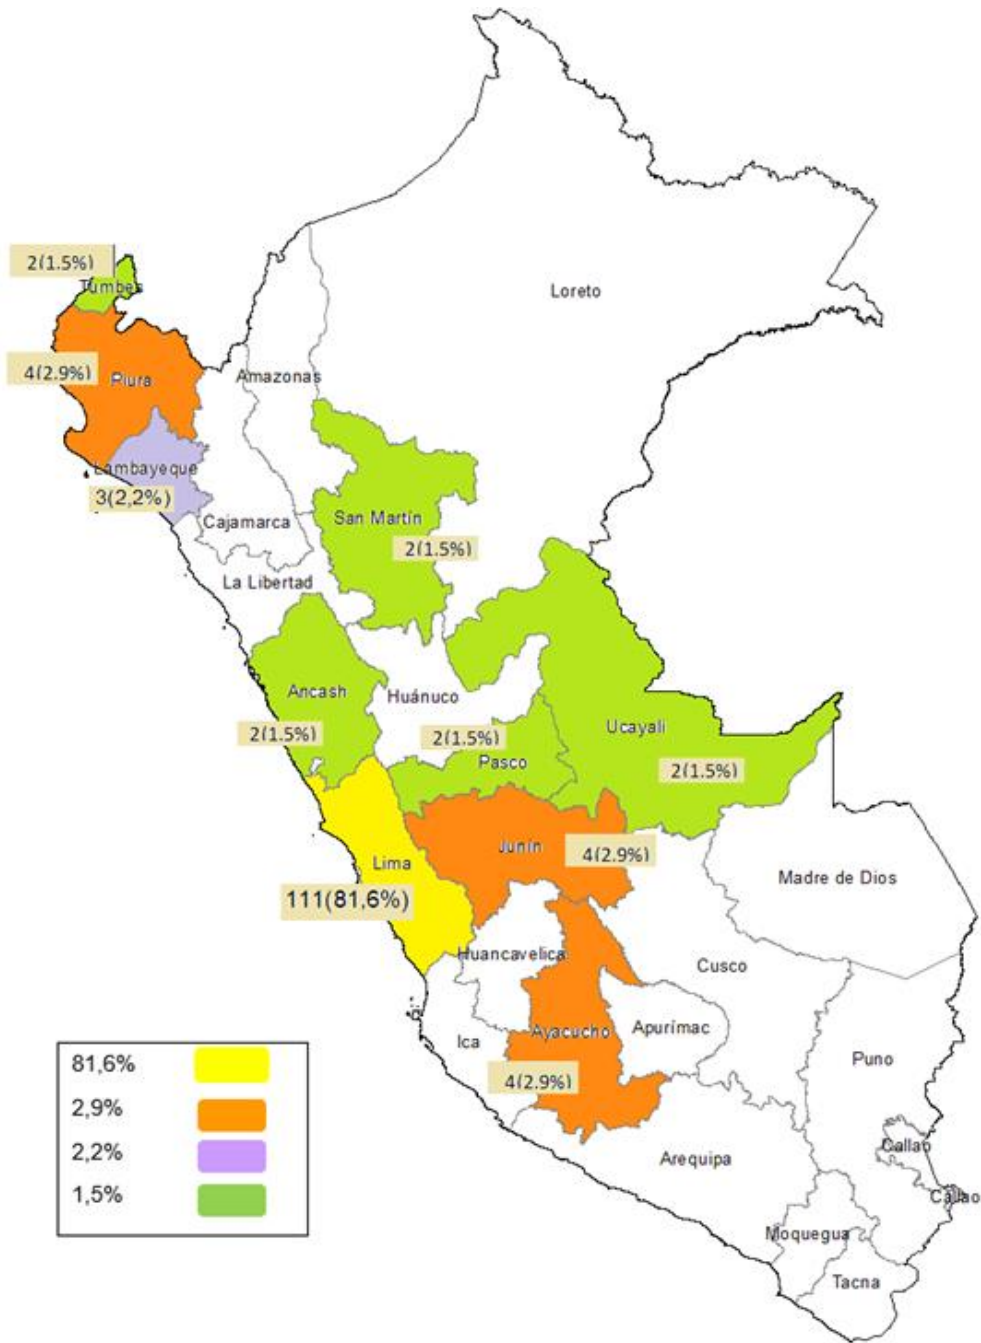 Loreto
2(1.5%)
Tumbes
4(2.9%)
Piura
Amazonas
Lambayeque
3(2,2%)
Cajamarca
San Martín
2(1.5%)
La Libertad
Ancash
2(1.5%)
Huánuco
2(1.5%)
Pasco
Ucayali
2(1.5%)
Junín
4(2.9%)
Lima
111(81,6%)
Madre de Dios
Huancavelica
Cusco
Ica
Ayacucho
4(2.9%)
Apurímac
Puno
Arequipa
Callao
Callao
Moquegua
Tacna
81,6%
2,9%
2,2%
1,5%